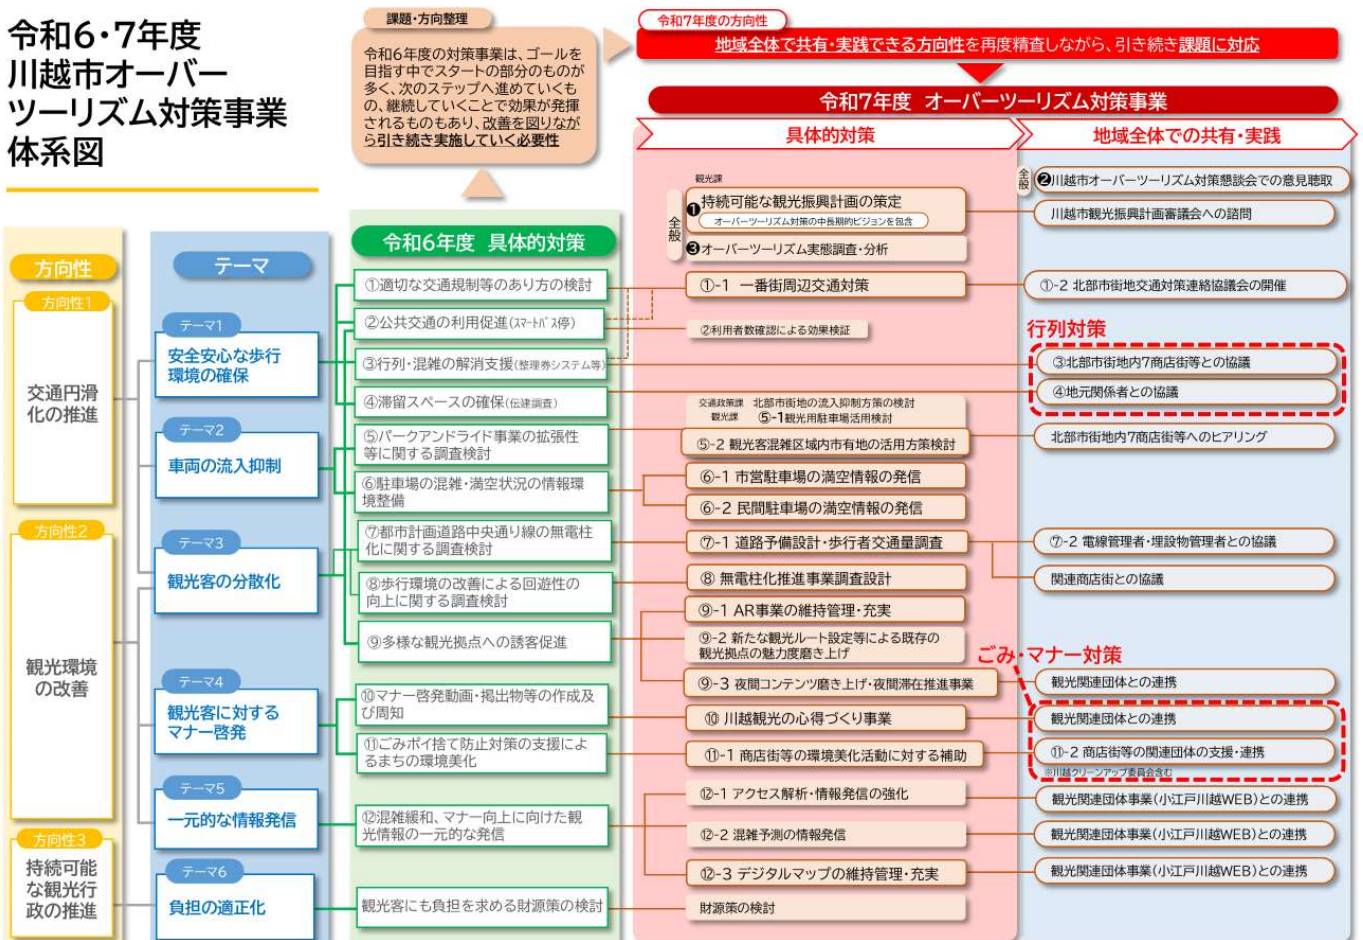 令和6・7年度
川越市オーバー
ツーリズム対策事業
体系図
課題・方向整理
令和6年度の対策事業は、ゴールを
目指す中でスタートの部分のものが
多く、次のステップへ進めていくも
の、継続していくことで効果が発揮
されるものもあり、改善を図りなが
ら引き続き実施していく必要性
令和7年度の方向性
地域全体で共有・実践できる方向性を再度精査しながら、引き続き課題に対応
令和7年度 オーバーツーリズム対策事業
具体的対策
地域全体での共有・実践
方向性
方向性1
交通円滑
化の推進
方向性2
観光環境
の改善
方向性3
持続可能
な観光行
政の推進
テーマ
テーマ1
安全安心な歩行
環境の確保
テーマ2
車両の流入抑制
テーマ3
観光客の分散化
テーマ4
観光客に対する
マナー啓発
テーマ5
一元的な情報発信
テーマ6
負担の適正化
令和6年度 具体的対策
①適切な交通規制等のあり方の検討
②公共交通の利用促進(スマートバス停)
③行列・混雑の解消支援(整理券システム等)
④滞留スペースの確保(伝建調査)
⑤パークアンドライド事業の拡張性
等に関する調査検討
⑥駐車場の混雑・満空状況の情報環
境整備
⑦都市計画道路中央通り線の無電柱
化に関する調査検討
⑧歩行環境の改善による回遊性の
向上に関する調査検討
⑨多様な観光拠点への誘客促進
⑩マナー啓発動画・掲出物等の作成及
び周知
⑪ごみポイ捨て防止対策の支援によ
るまちの環境美化
⑫混雑緩和、マナー向上に向けた観
光情報の一元的な発信
観光客にも負担を求める財源策の検討
観光課
全般
❶持続可能な観光振興計画の策定
オーバーツーリズム対策の中長期的ビジョンを包含
❸オーバーツーリズム実態調査・分析
①-1 一番街周辺交通対策
②利用者数確認による効果検証
交通政策課 北部市街地の流入抑制方策の検討
観光課 ⑤-1観光用駐車場活用検討
⑤-2 観光客混雑区域内市有地の活用方策検討
⑥-1 市営駐車場の満空情報の発信
⑥-2 民間駐車場の満空情報の発信
⑦-1 道路予備設計・歩行者交通量調査
⑧ 無電柱化推進事業調査設計
⑨-1 AR事業の維持管理・充実
⑨-2 新たな観光ルート設定等による既存の
観光拠点の魅力度磨き上げ
⑨-3 夜間コンテンツ磨き上げ・夜間滞在推進事業
⑩ 川越観光の心得づくり事業
⑪-1 商店街等の環境美化活動に対する補助
⑫-1 アクセス解析・情報発信の強化
⑫-2 混雑予測の情報発信
⑫-3 デジタルマップの維持管理・充実
財源策の検討
全般
❷川越市オーバーツーリズム対策懇談会での意見聴取
川越市観光振興計画審議会への諮問
①-2 北部市街地交通対策連絡協議会の開催
行列対策
③北部市街地内7商店街等との協議
④地元関係者との協議
北部市街地内7商店街等へのヒアリング
⑦-2 電線管理者・埋設物管理者との協議
関連商店街との協議
ごみ・マナー対策
観光関連団体との連携
観光関連団体との連携
⑪-2 商店街等の関連団体の支援・連携
※川越クリーンアップ委員会含む
観光関連団体事業(小江戸川越WEB)との連携
観光関連団体事業(小江戸川越WEB)との連携
観光関連団体事業(小江戸川越WEB)との連携